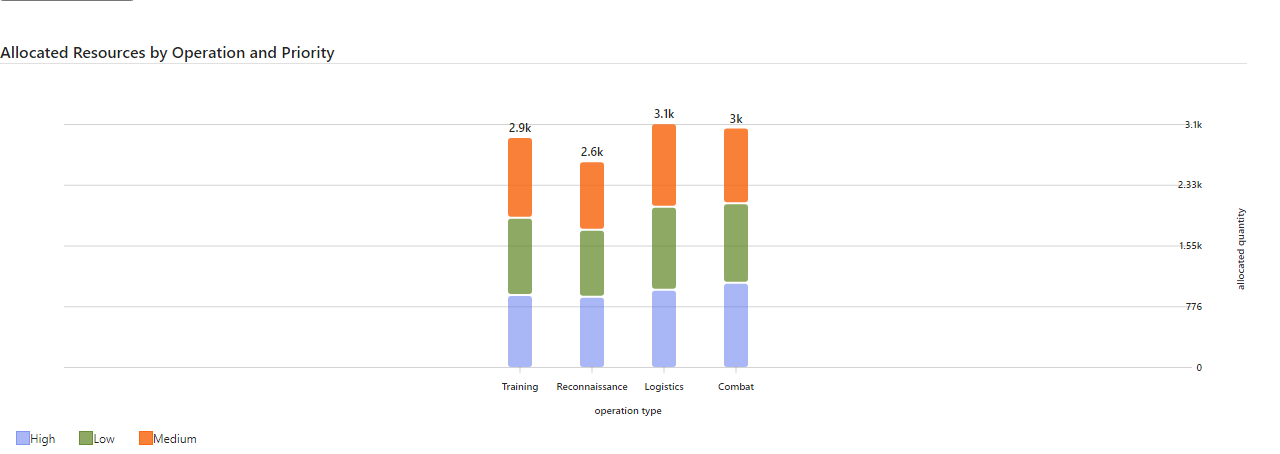 Allocated Resources by Operation and Priority
2.9k
2.6k
3.1k
3k
3.1k
2.33k
1.55k
776
0
allocated quantity
Training Reconnaissance Logistics Combat
operation type
High Low Medium